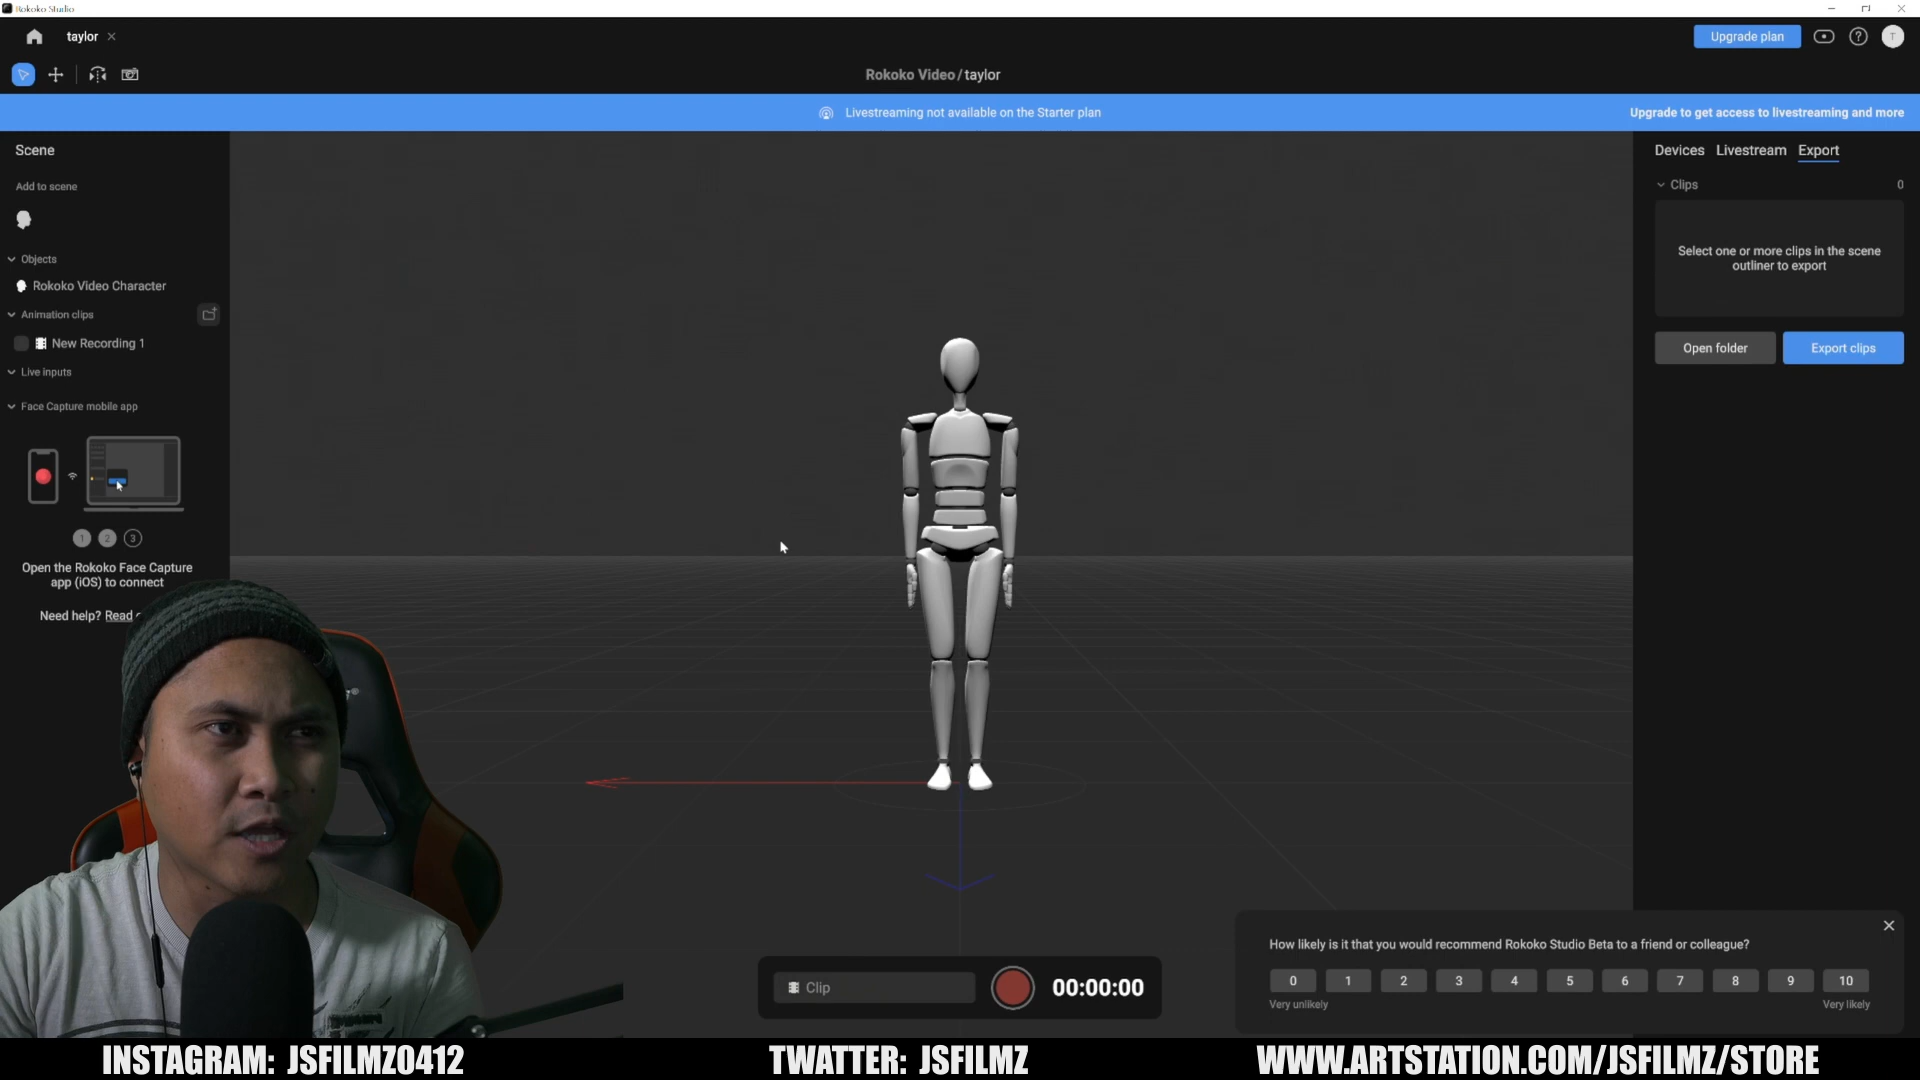 Rokoko Studio
taylor
Upgrade plan
T
Rokoko Video / taylor
Livestreaming not available on the Starter plan
Upgrade to get access to livestreaming and more
Scene
Add to scene
Objects
Rokoko Video Character
Animation clips
New Recording 1
Live inputs
Face Capture mobile app
1 2 3
Open the Rokoko Face Capture
app (iOS) to connect
Need help? Read
Devices Livestream Export
Clips 0
Select one or more clips in the scene
outliner to export
Open folder Export clips
Clip
00:00:00
How likely is it that you would recommend Rokoko Studio Beta to a friend or colleague?
0 1 2 3 4 5 6 7 8 9 10
Very unlikely Very likely
INSTAGRAM: JSFILMZ0412
TWATTER: JSFILMZ
WWW.ARTSTATION.COM/JSFILMZ/STORE